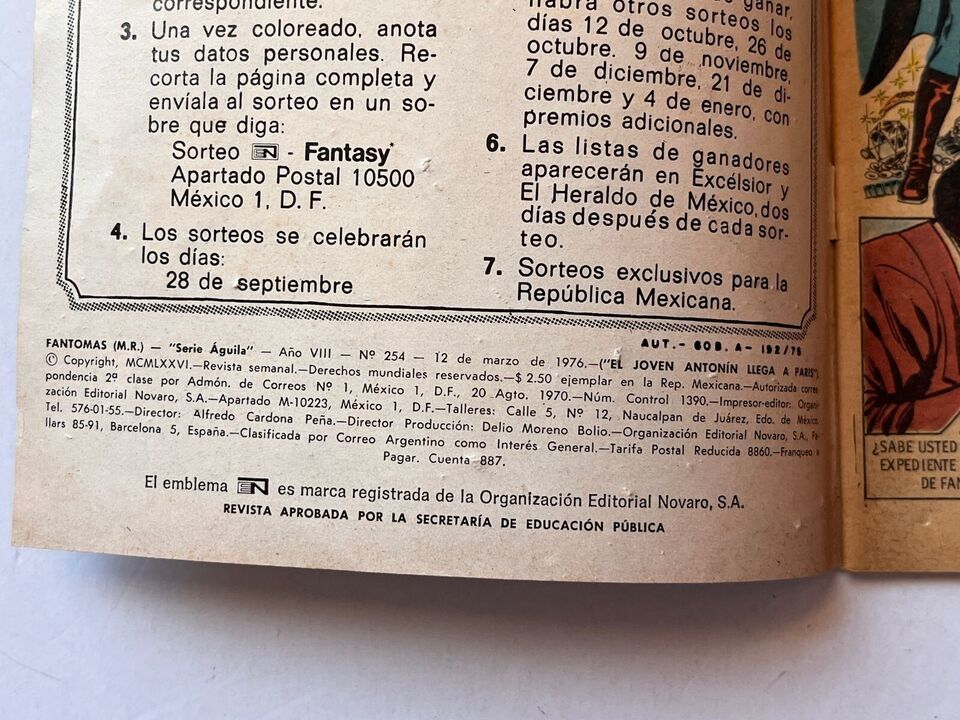 correspondiente.
3. Una vez coloreado, anota
tus datos personales. Re-
corta la página completa y
envíala al sorteo en un so-
bre que diga:
Sorteo EN - Fantasy*
Apartado Postal 10500
México 1, D. F.
4. Los sorteos se celebrarán
los días:
28 de septiembre
ganar,
habrá otros sorteos los
días 12 de octubre, 26 de
octubre. 9 de noviembre,
7 de diciembre, 21 de di-
ciembre y 4 de enero, con
premios adicionales.
6. Las listas de ganadores
aparecerán en Excélsior y
El Heraldo de México, dos
días después de cada sor-
teo.
7. Sorteos exclusivos para la
República Mexicana.
AUT.- GOB. A- 192/75
FANTOMAS (M.R.) — "Serie Águila" — Año VIII — Nº 254 — 12 de marzo de 1976.—("EL JOVEN ANTONÍN LLEGA A PARIS"),
© Copyright, MCMLXXVI.—Revista semanal.—Derechos mundiales reservados.—$ 2.50 ejemplar en la Rep. Mexicana.—Autorizada corres
pondencia 2ª clase por Admón. de Correos Nº 1, México 1, D.F., 20 Agto. 1970.—Núm. Control 1390.—Impresor-editor: Organi-
zación Editorial Novaro, S.A.—Apartado M-10223, México 1, D.F.—Talleres: Calle 5, Nº 12, Naucalpan de Juárez, Edo. de México.
Tel. 576-01-55.—Director: Alfredo Cardona Peña.—Director Producción: Delio Moreno Bolio.—Organización Editorial Novaro, S.A., Pa-
llars 85-91, Barcelona 5, España.—Clasificada por Correo Argentino como Interés General.—Tarifa Postal Reducida 8860.—Franqueo a
Pagar. Cuenta 887.
El emblema EN es marca registrada de la Organización Editorial Novaro, S.A.
REVISTA APROBADA POR LA SECRETARÍA DE EDUCACIÓN PÚBLICA
¿SABE USTED
EXPEDIENTE
DE FAN